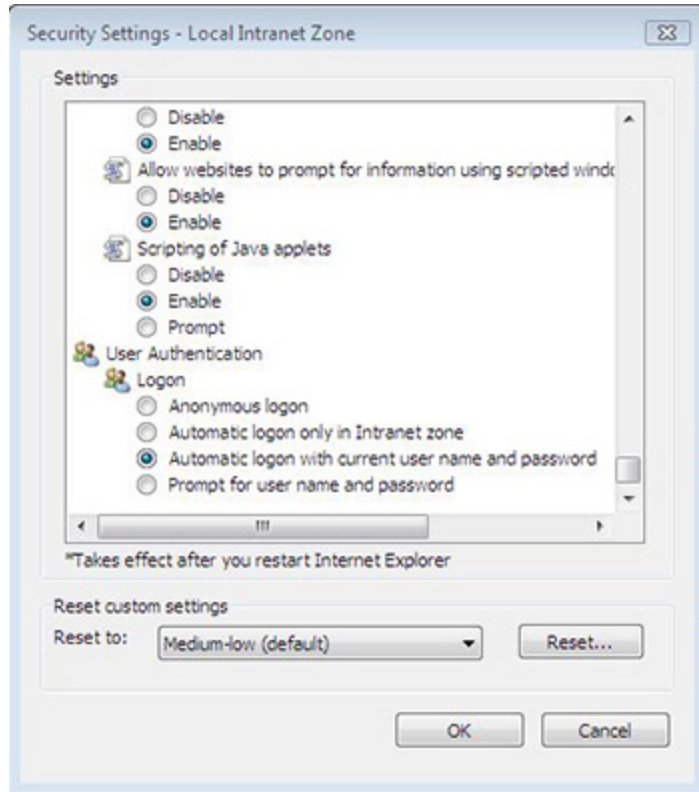 Security Settings - Local Intranet Zone
Settings
Disable
Enable
Allow websites to prompt for information using scripted windo
Disable
Enable
Scripting of Java applets
Disable
Enable
Prompt
User Authentication
Logon
Anonymous logon
Automatic logon only in Intranet zone
Automatic logon with current user name and password
Prompt for user name and password
*Takes effect after you restart Internet Explorer
Reset custom settings
Reset to: Medium-low (default) Reset...
OK Cancel